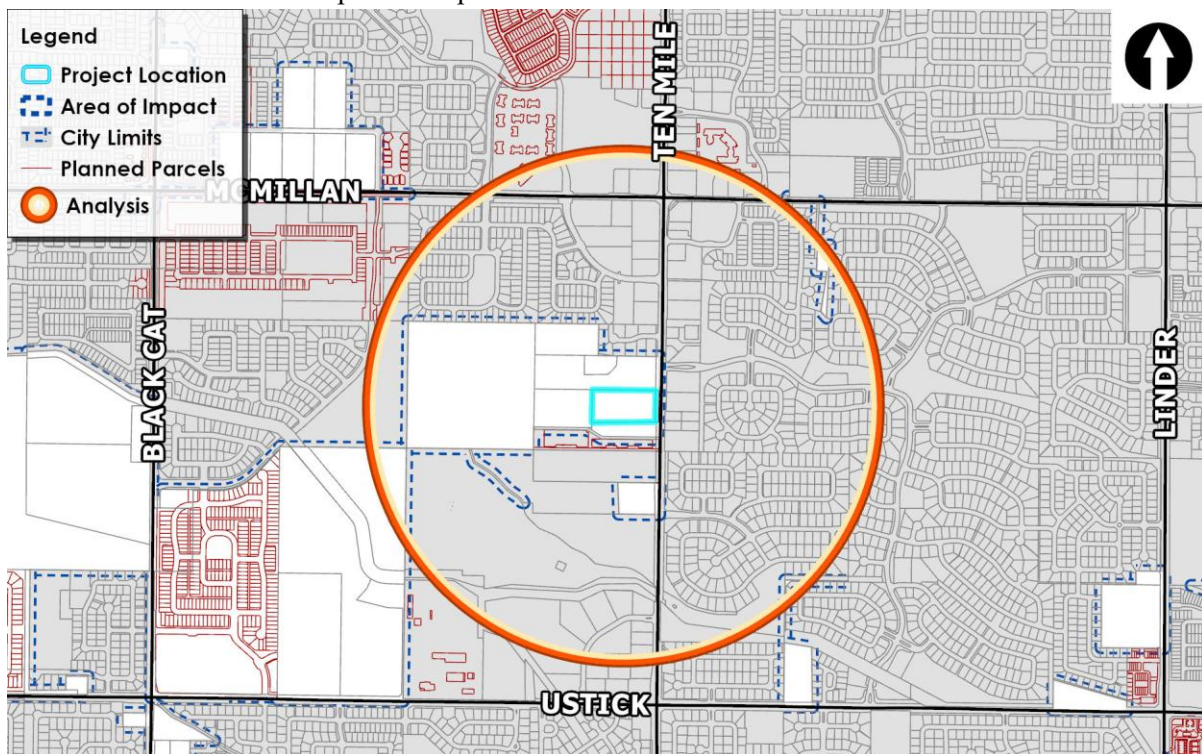 Legend
Project Location
Area of Impact
City Limits
Planned Parcels
Analysis
TEN MILE
MCMILLAN
BLACK CAT
LINDER
USTICK